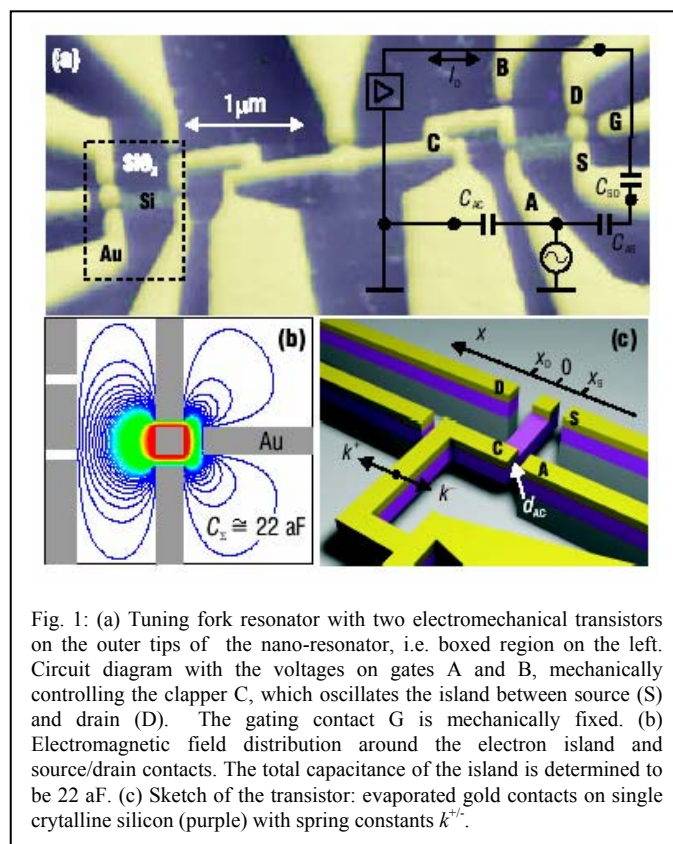 (a)
B
I_D
D
1µm
G
C
S
SiO₂
C_SD
Si
C_AC
A
Au
(b)
Au
C_Σ ≅ 22 aF
(c)
X
X_D 0 X_S
D
S
k⁺
C
A
k⁻
d_AC
Fig. 1: (a) Tuning fork resonator with two electromechanical transistors
on the outer tips of the nano-resonator, i.e. boxed region on the left.
Circuit diagram with the voltages on gates A and B, mechanically
controlling the clapper C, which oscillates the island between source (S)
and drain (D). The gating contact G is mechanically fixed. (b)
Electromagnetic field distribution around the electron island and
source/drain contacts. The total capacitance of the island is determined to
be 22 aF. (c) Sketch of the transistor: evaporated gold contacts on single
crytalline silicon (purple) with spring constants k⁺/⁻.